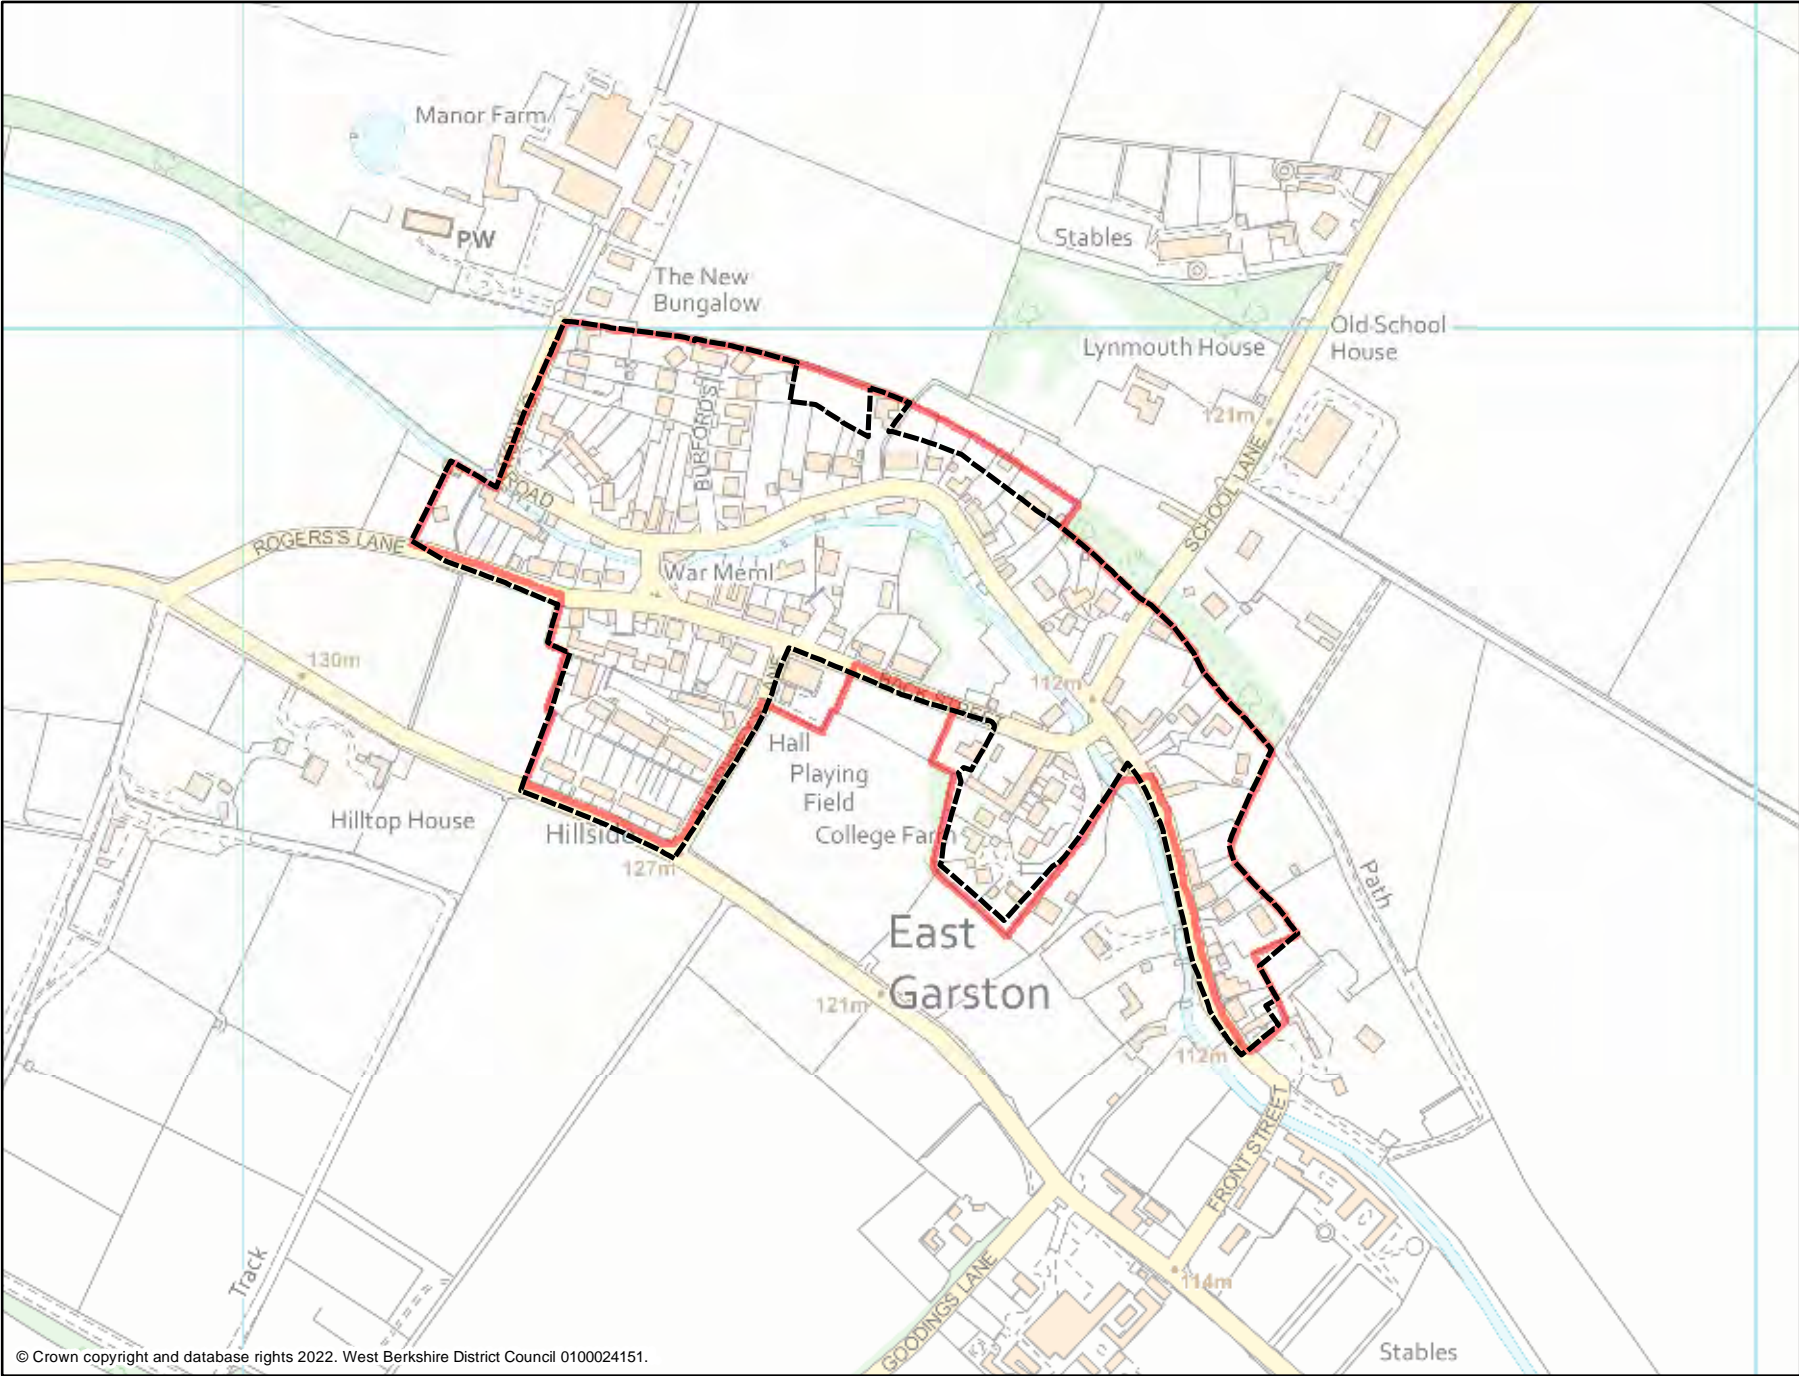 Manor Farm
PW
The New
Bungalow
Stables
Old School
House
Lynmouth House
121m
SCHOOL LANE
BURFORDS
ROAD
ROGERS'S LANE
War Meml
130m
112m
Hall
Playing
Field
College Farm
Hilltop House
Hillside
127m
Path
East
Garston
121m
112m
FRONT STREET
Track
GOODINGS LANE
114m
Stables
© Crown copyright and database rights 2022. West Berkshire District Council 0100024151.